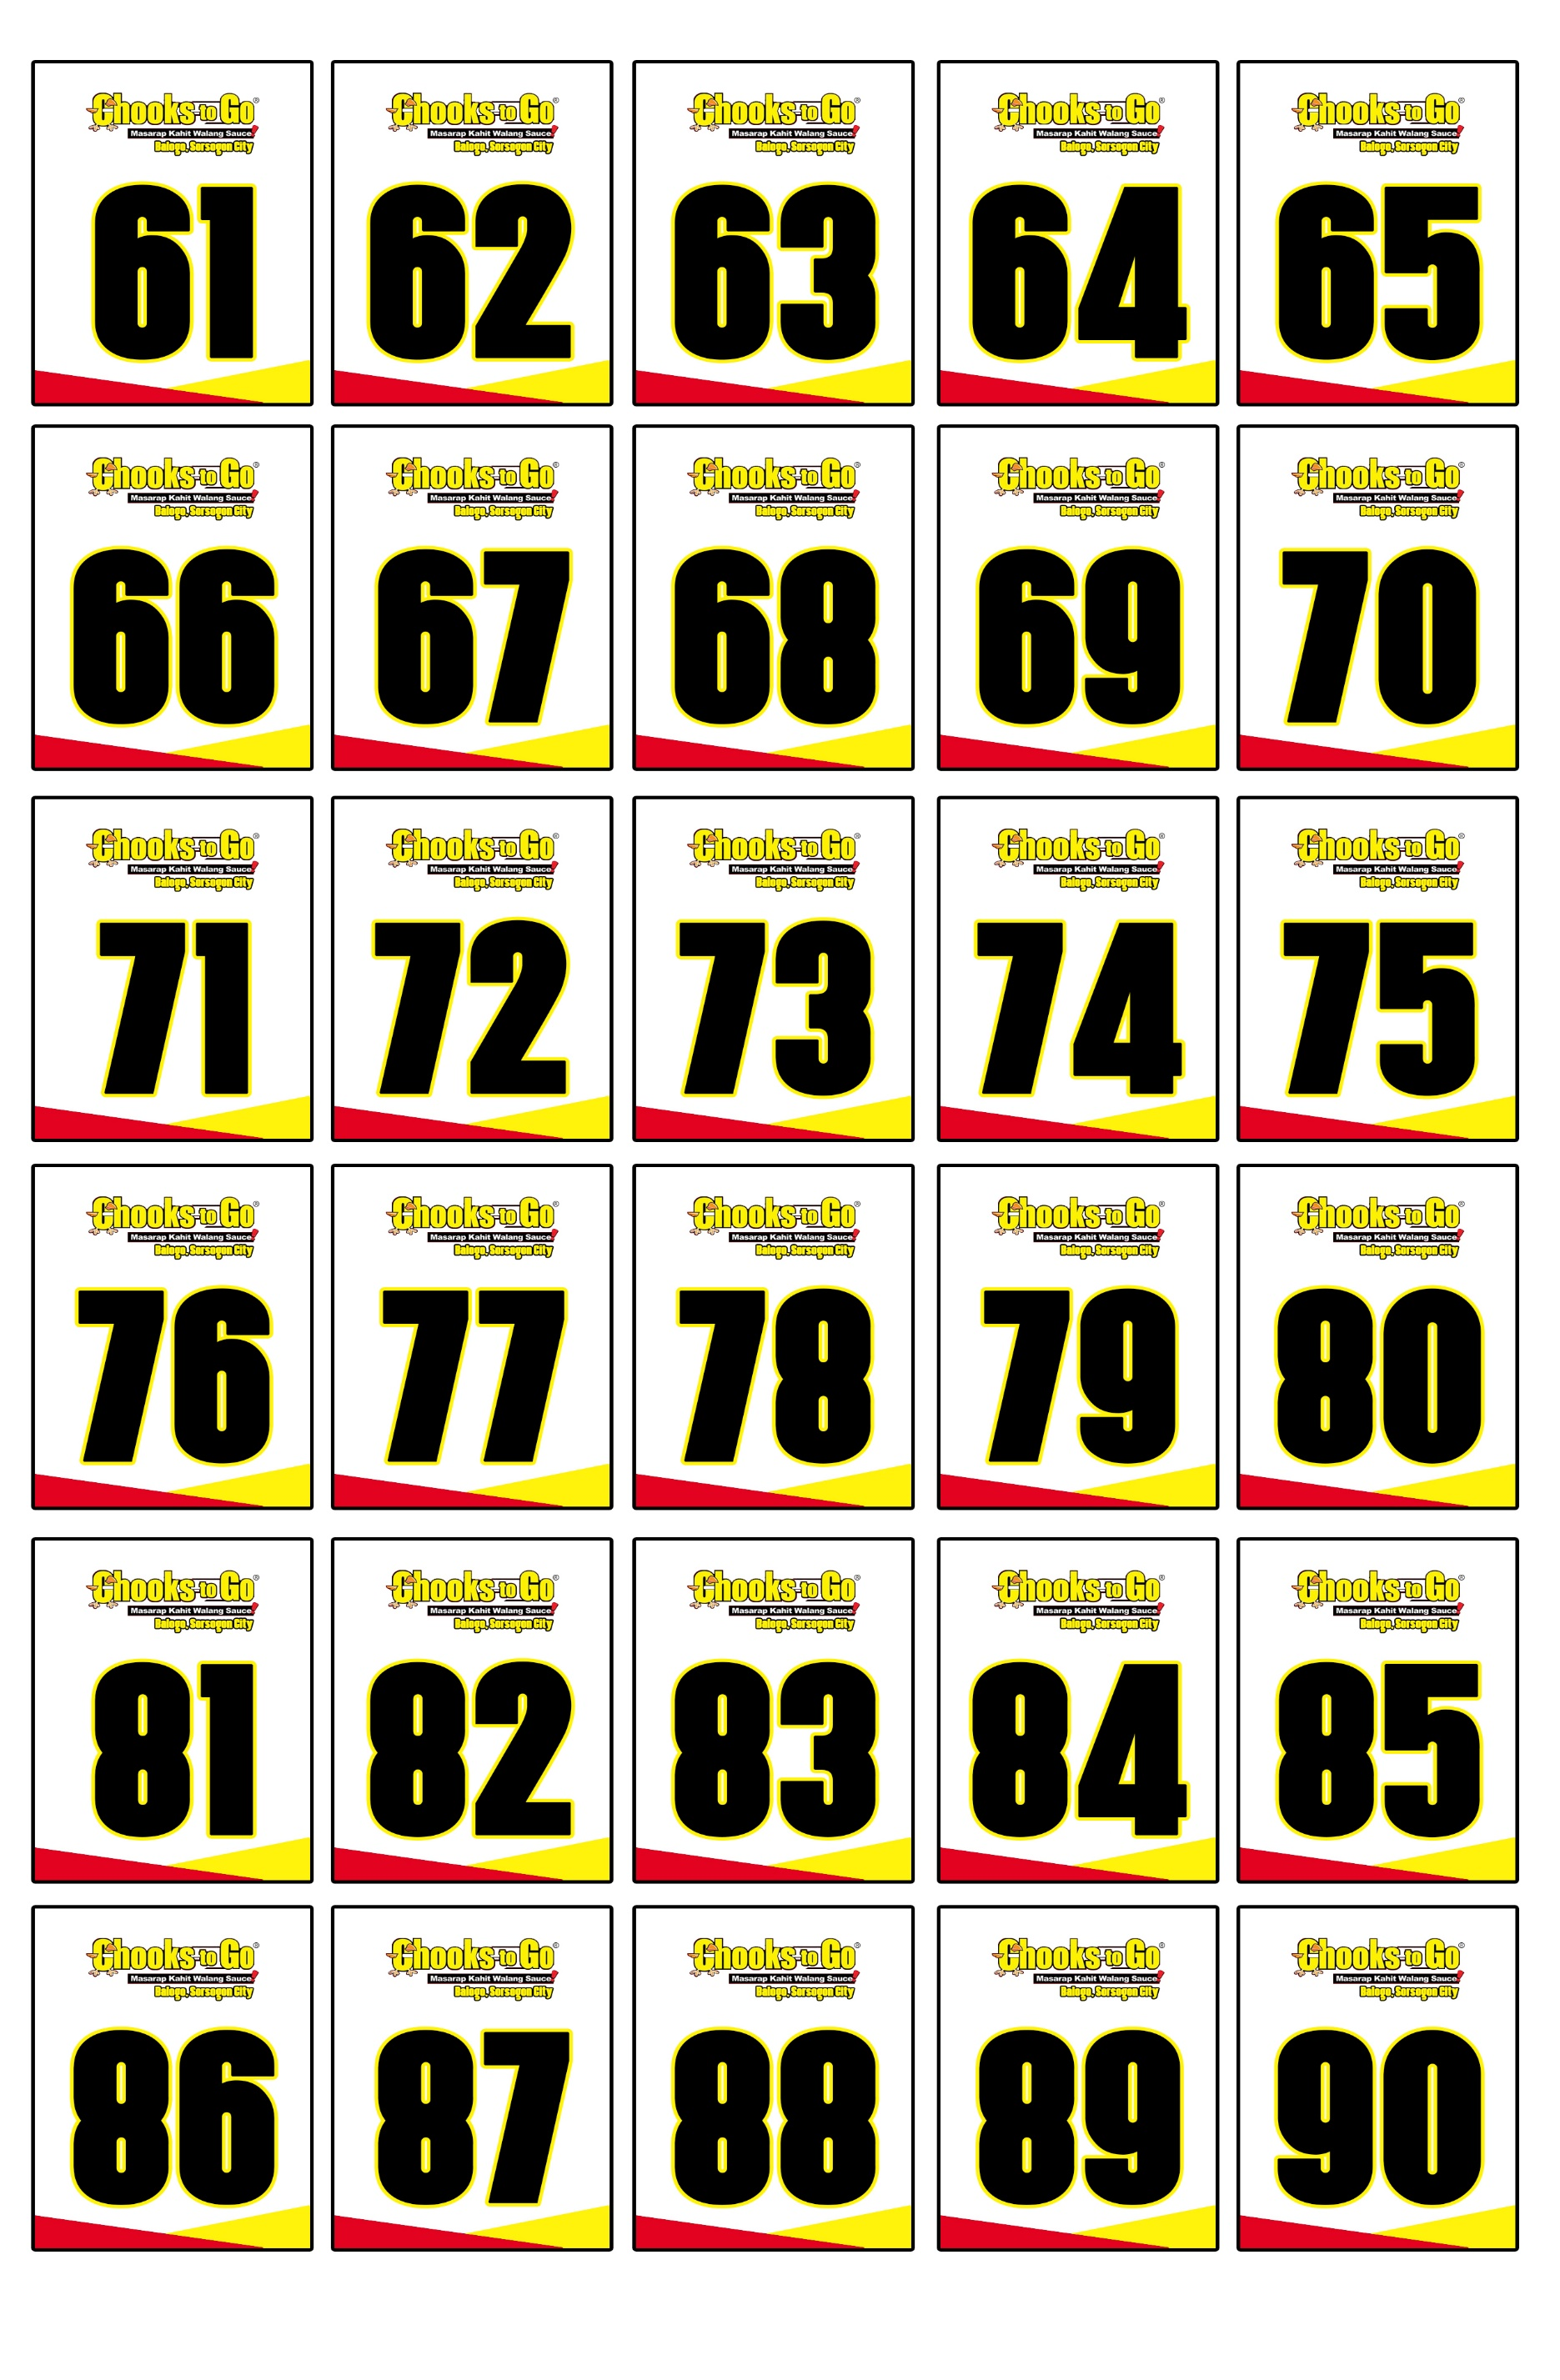 Chooks-to Go® Chooks-to Go® Chooks-to Go® Chooks-to Go® Chooks-to Go®
Masarap Kahit Walang Sauce! Masarap Kahit Walang Sauce! Masarap Kahit Walang Sauce! Masarap Kahit Walang Sauce! Masarap Kahit Walang Sauce!
Balogo, Sorsogon City Balogo, Sorsogon City Balogo, Sorsogon City Balogo, Sorsogon City Balogo, Sorsogon City
61 62 63 64 65
Chooks-to Go® Chooks-to Go® Chooks-to Go® Chooks-to Go® Chooks-to Go®
Masarap Kahit Walang Sauce! Masarap Kahit Walang Sauce! Masarap Kahit Walang Sauce! Masarap Kahit Walang Sauce! Masarap Kahit Walang Sauce!
Balogo, Sorsogon City Balogo, Sorsogon City Balogo, Sorsogon City Balogo, Sorsogon City Balogo, Sorsogon City
66 67 68 69 70
Chooks-to Go® Chooks-to Go® Chooks-to Go® Chooks-to Go® Chooks-to Go®
Masarap Kahit Walang Sauce! Masarap Kahit Walang Sauce! Masarap Kahit Walang Sauce! Masarap Kahit Walang Sauce! Masarap Kahit Walang Sauce!
Balogo, Sorsogon City Balogo, Sorsogon City Balogo, Sorsogon City Balogo, Sorsogon City Balogo, Sorsogon City
71 72 73 74 75
Chooks-to Go® Chooks-to Go® Chooks-to Go® Chooks-to Go® Chooks-to Go®
Masarap Kahit Walang Sauce! Masarap Kahit Walang Sauce! Masarap Kahit Walang Sauce! Masarap Kahit Walang Sauce! Masarap Kahit Walang Sauce!
Balogo, Sorsogon City Balogo, Sorsogon City Balogo, Sorsogon City Balogo, Sorsogon City Balogo, Sorsogon City
76 77 78 79 80
Chooks-to Go® Chooks-to Go® Chooks-to Go® Chooks-to Go® Chooks-to Go®
Masarap Kahit Walang Sauce! Masarap Kahit Walang Sauce! Masarap Kahit Walang Sauce! Masarap Kahit Walang Sauce! Masarap Kahit Walang Sauce!
Balogo, Sorsogon City Balogo, Sorsogon City Balogo, Sorsogon City Balogo, Sorsogon City Balogo, Sorsogon City
81 82 83 84 85
Chooks-to Go® Chooks-to Go® Chooks-to Go® Chooks-to Go® Chooks-to Go®
Masarap Kahit Walang Sauce! Masarap Kahit Walang Sauce! Masarap Kahit Walang Sauce! Masarap Kahit Walang Sauce! Masarap Kahit Walang Sauce!
Balogo, Sorsogon City Balogo, Sorsogon City Balogo, Sorsogon City Balogo, Sorsogon City Balogo, Sorsogon City
86 87 88 89 90